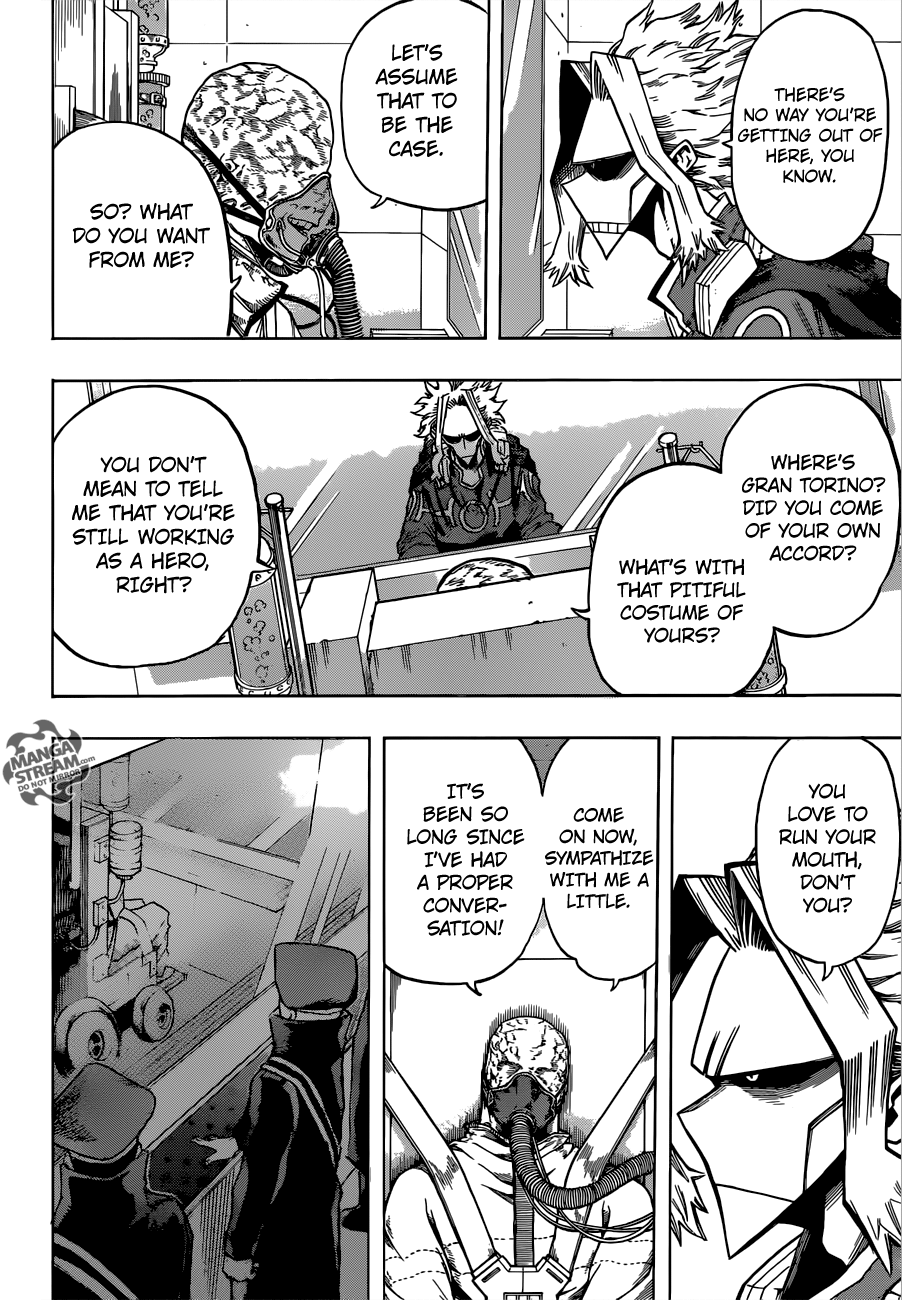 THERE'S
NO WAY YOU'RE
GETTING OUT OF
HERE, YOU
KNOW.
LET'S
ASSUME
THAT TO
BE THE
CASE.
SO? WHAT
DO YOU WANT
FROM ME?
WHERE'S
GRAN TORINO?
DID YOU COME
OF YOUR OWN
ACCORD?
WHAT'S WITH
THAT PITIFUL
COSTUME OF
YOURS?
YOU DON'T
MEAN TO TELL
ME THAT YOU'RE
STILL WORKING
AS A HERO,
RIGHT?
YOU
LOVE TO
RUN YOUR
MOUTH,
DON'T
YOU?
COME
ON NOW,
SYMPATHIZE
WITH ME A
LITTLE.
IT'S
BEEN SO
LONG SINCE
I'VE HAD
A PROPER
CONVER-
SATION!
MANGA
STREAM.com
DO NOT MIRROR